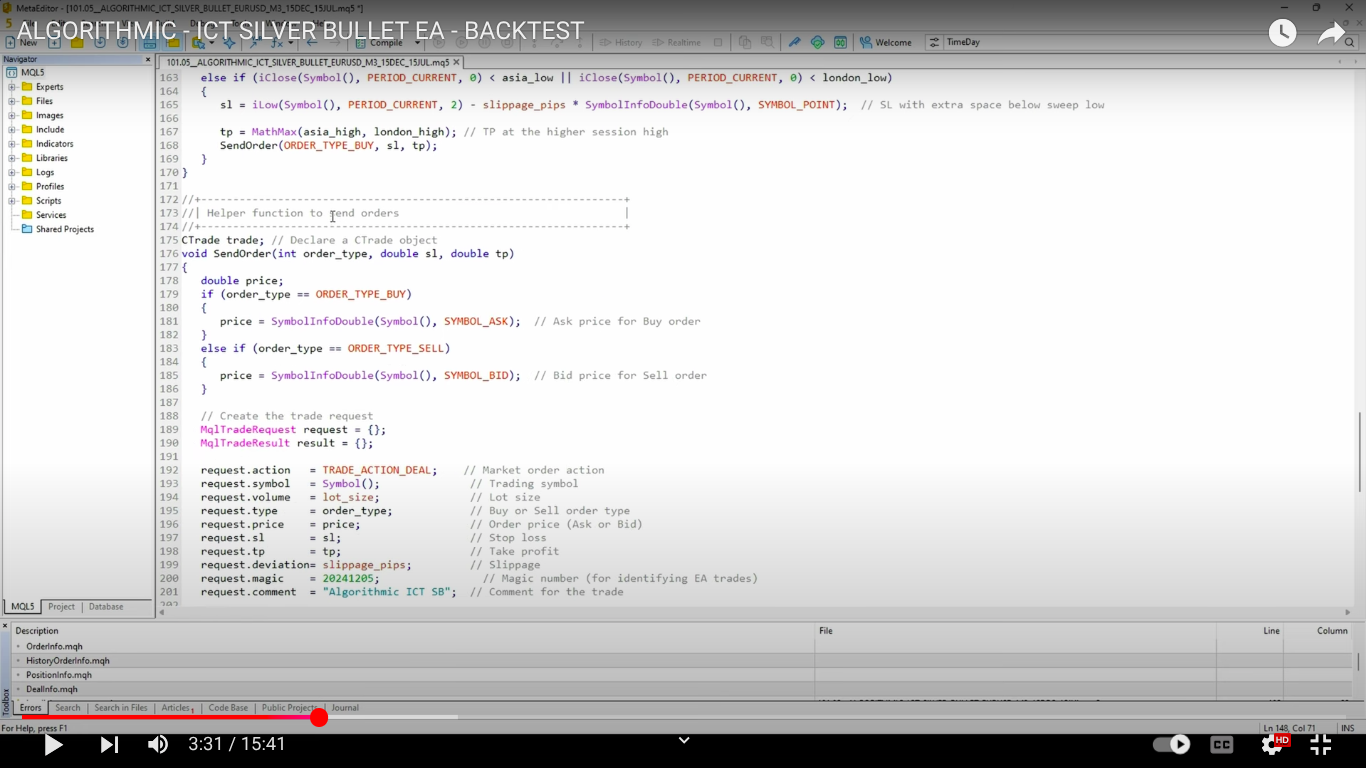 MetaEditor - [101.05__ALGORITHMIC_ICT_SILVER_BULLET_EURUSD_M3_15DEC_15JUL.mq5 *]
ALGORITHMIC - ICT SILVER BULLET EA - BACKTEST
New
Compile
History
Realtime
Welcome
TimeDay
Navigator
101.05__ALGORITHMIC_ICT_SILVER_BULLET_EURUSD_M3_15DEC_15JUL.mq5
MQL5
Experts
Files
Images
Include
Indicators
Libraries
Logs
Profiles
Scripts
Services
Shared Projects
163 else if (iClose(Symbol(), PERIOD_CURRENT, 0) < asia_low || iClose(Symbol(), PERIOD_CURRENT, 0) < london_low)
164 {
165 sl = iLow(Symbol(), PERIOD_CURRENT, 2) - slippage_pips * SymbolInfoDouble(Symbol(), SYMBOL_POINT); // SL with extra space below sweep low
166
167 tp = MathMax(asia_high, london_high); // TP at the higher session high
168 SendOrder(ORDER_TYPE_BUY, sl, tp);
169 }
170 }
171
172 //+------------------------------------------------------------------+
173 //| Helper function to send orders |
174 //+------------------------------------------------------------------+
175 CTrade trade; // Declare a CTrade object
176 void SendOrder(int order_type, double sl, double tp)
177 {
178 double price;
179 if (order_type == ORDER_TYPE_BUY)
180 {
181 price = SymbolInfoDouble(Symbol(), SYMBOL_ASK); // Ask price for Buy order
182 }
183 else if (order_type == ORDER_TYPE_SELL)
184 {
185 price = SymbolInfoDouble(Symbol(), SYMBOL_BID); // Bid price for Sell order
186 }
187
188 // Create the trade request
189 MqlTradeRequest request = {};
190 MqlTradeResult result = {};
191
192 request.action = TRADE_ACTION_DEAL; // Market order action
193 request.symbol = Symbol(); // Trading symbol
194 request.volume = lot_size; // Lot size
195 request.type = order_type; // Buy or Sell order type
196 request.price = price; // Order price (Ask or Bid)
197 request.sl = sl; // Stop loss
198 request.tp = tp; // Take profit
199 request.deviation= slippage_pips; // Slippage
200 request.magic = 20241205; // Magic number (for identifying EA trades)
201 request.comment = "Algorithmic ICT SB"; // Comment for the trade
202
MQL5 Project Database
Description File Line Column
OrderInfo.mqh
HistoryOrderInfo.mqh
PositionInfo.mqh
DealInfo.mqh
Toolbox
Errors Search Search in Files Articles 1 Code Base Public Projects Journal
For Help, press F1 Ln 148, Col 71 INS
3:31 / 15:41
CC
HD